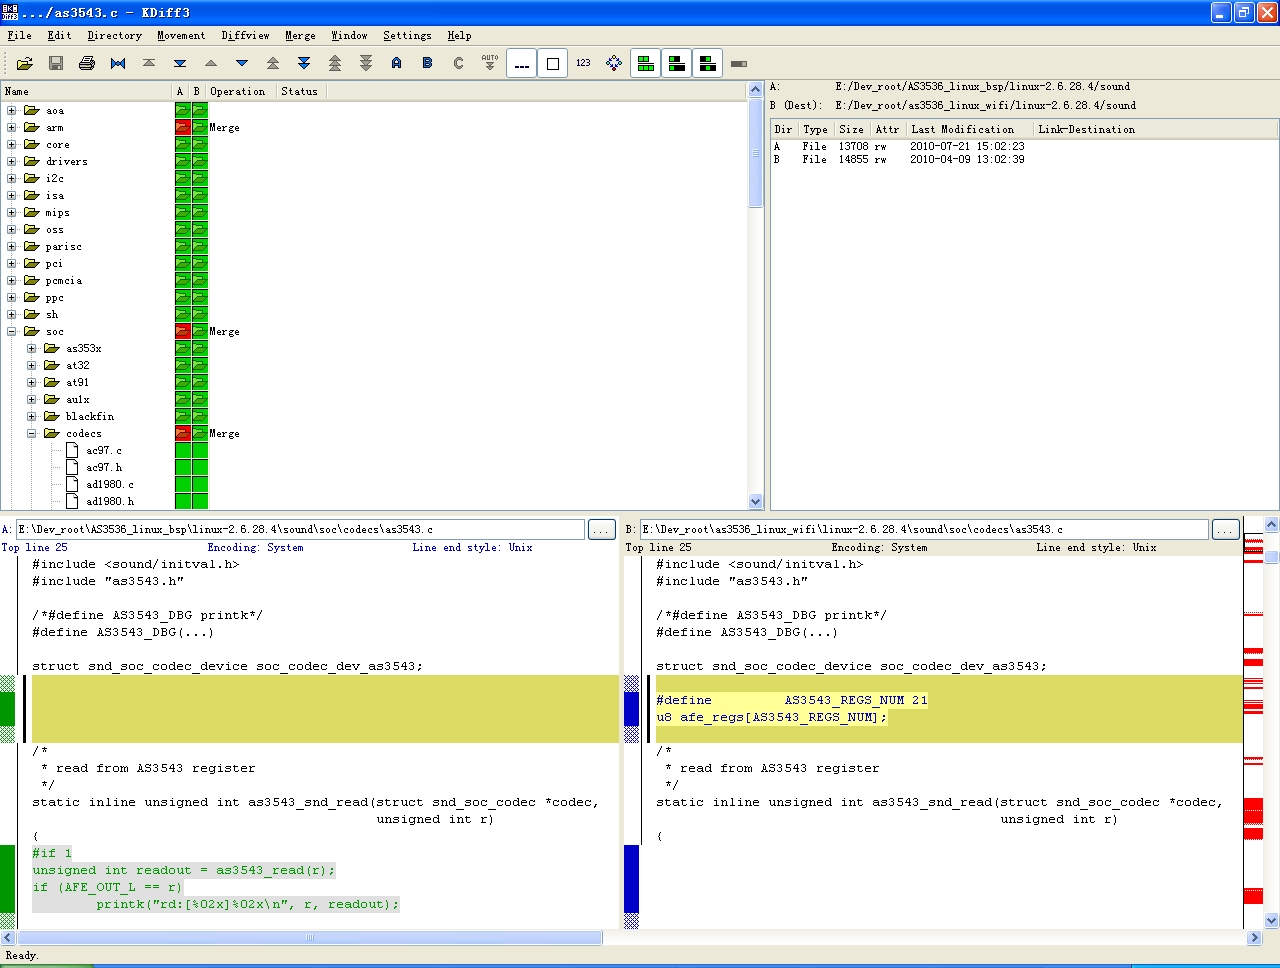 .../as3543.c - KDiff3
File Edit Directory Movement Diffview Merge Window Settings Help
A B C AUTO --- 123
Name A B Operation Status
aoa
arm Merge
core
drivers
i2c
isa
mips
oss
parisc
pci
pcmcia
ppc
sh
soc Merge
as353x
at32
at91
au1x
blackfin
codecs Merge
ac97.c
ac97.h
ad1980.c
ad1980.h
A: E:/Dev_root/AS3536_linux_bsp/linux-2.6.28.4/sound
B (Dest): E:/Dev_root/as3536_linux_wifi/linux-2.6.28.4/sound
Dir Type Size Attr Last Modification Link-Destination
A File 13708 rw 2010-07-21 15:02:23
B File 14855 rw 2010-04-09 13:02:39
A: E:\Dev_root\AS3536_linux_bsp\linux-2.6.28.4\sound\soc\codecs\as3543.c ...
Top line 25 Encoding: System Line end style: Unix
#include <sound/initval.h>
#include "as3543.h"
/*#define AS3543_DBG printk*/
#define AS3543_DBG(...)
struct snd_soc_codec_device soc_codec_dev_as3543;
/*
* read from AS3543 register
*/
static inline unsigned int as3543_snd_read(struct snd_soc_codec *codec,
unsigned int r)
{
#if 1
unsigned int readout = as3543_read(r);
if (AFE_OUT_L == r)
printk("rd:[%02x]%02x\n", r, readout);
B: E:\Dev_root\as3536_linux_wifi\linux-2.6.28.4\sound\soc\codecs\as3543.c ...
Top line 25 Encoding: System Line end style: Unix
#include <sound/initval.h>
#include "as3543.h"
/*#define AS3543_DBG printk*/
#define AS3543_DBG(...)
struct snd_soc_codec_device soc_codec_dev_as3543;
#define AS3543_REGS_NUM 21
u8 afe_regs[AS3543_REGS_NUM];
/*
* read from AS3543 register
*/
static inline unsigned int as3543_snd_read(struct snd_soc_codec *codec,
unsigned int r)
{
Ready.